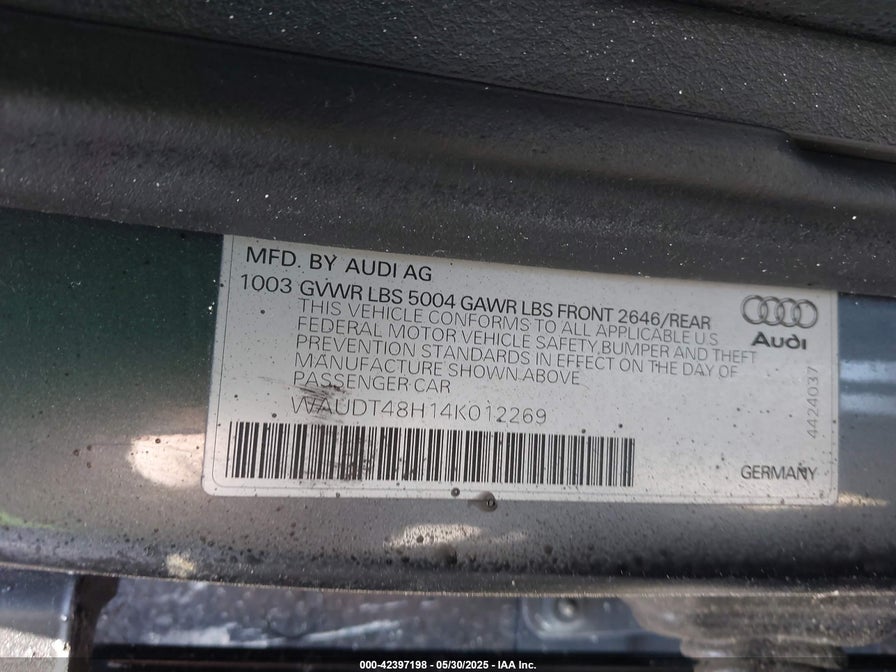 MFD. BY AUDI AG
1003 GVWR LBS 5004 GAWR LBS FRONT 2646/REAR
THIS VEHICLE CONFORMS TO ALL APPLICABLE U.S
FEDERAL MOTOR VEHICLE SAFETY,BUMPER AND THEFT
PREVENTION STANDARDS IN EFFECT ON THE DAY OF
MANUFACTURE SHOWN.ABOVE
PASSENGER CAR
WAUDT48H14K012269
Audi
4424037
GERMANY
000-42397198 - 05/30/2025 - IAA Inc.